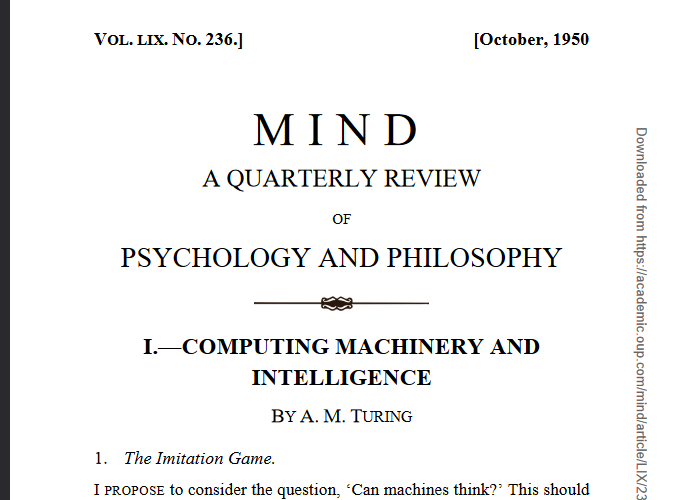 VOL. LIX. NO. 236.] [October, 1950
MIND
A QUARTERLY REVIEW
OF
PSYCHOLOGY AND PHILOSOPHY
I.—COMPUTING MACHINERY AND
INTELLIGENCE
BY A. M. TURING
1. The Imitation Game.
I PROPOSE to consider the question, ‘Can machines think?’ This should
Downloaded from https://academic.oup.com/mind/article/LIX/23